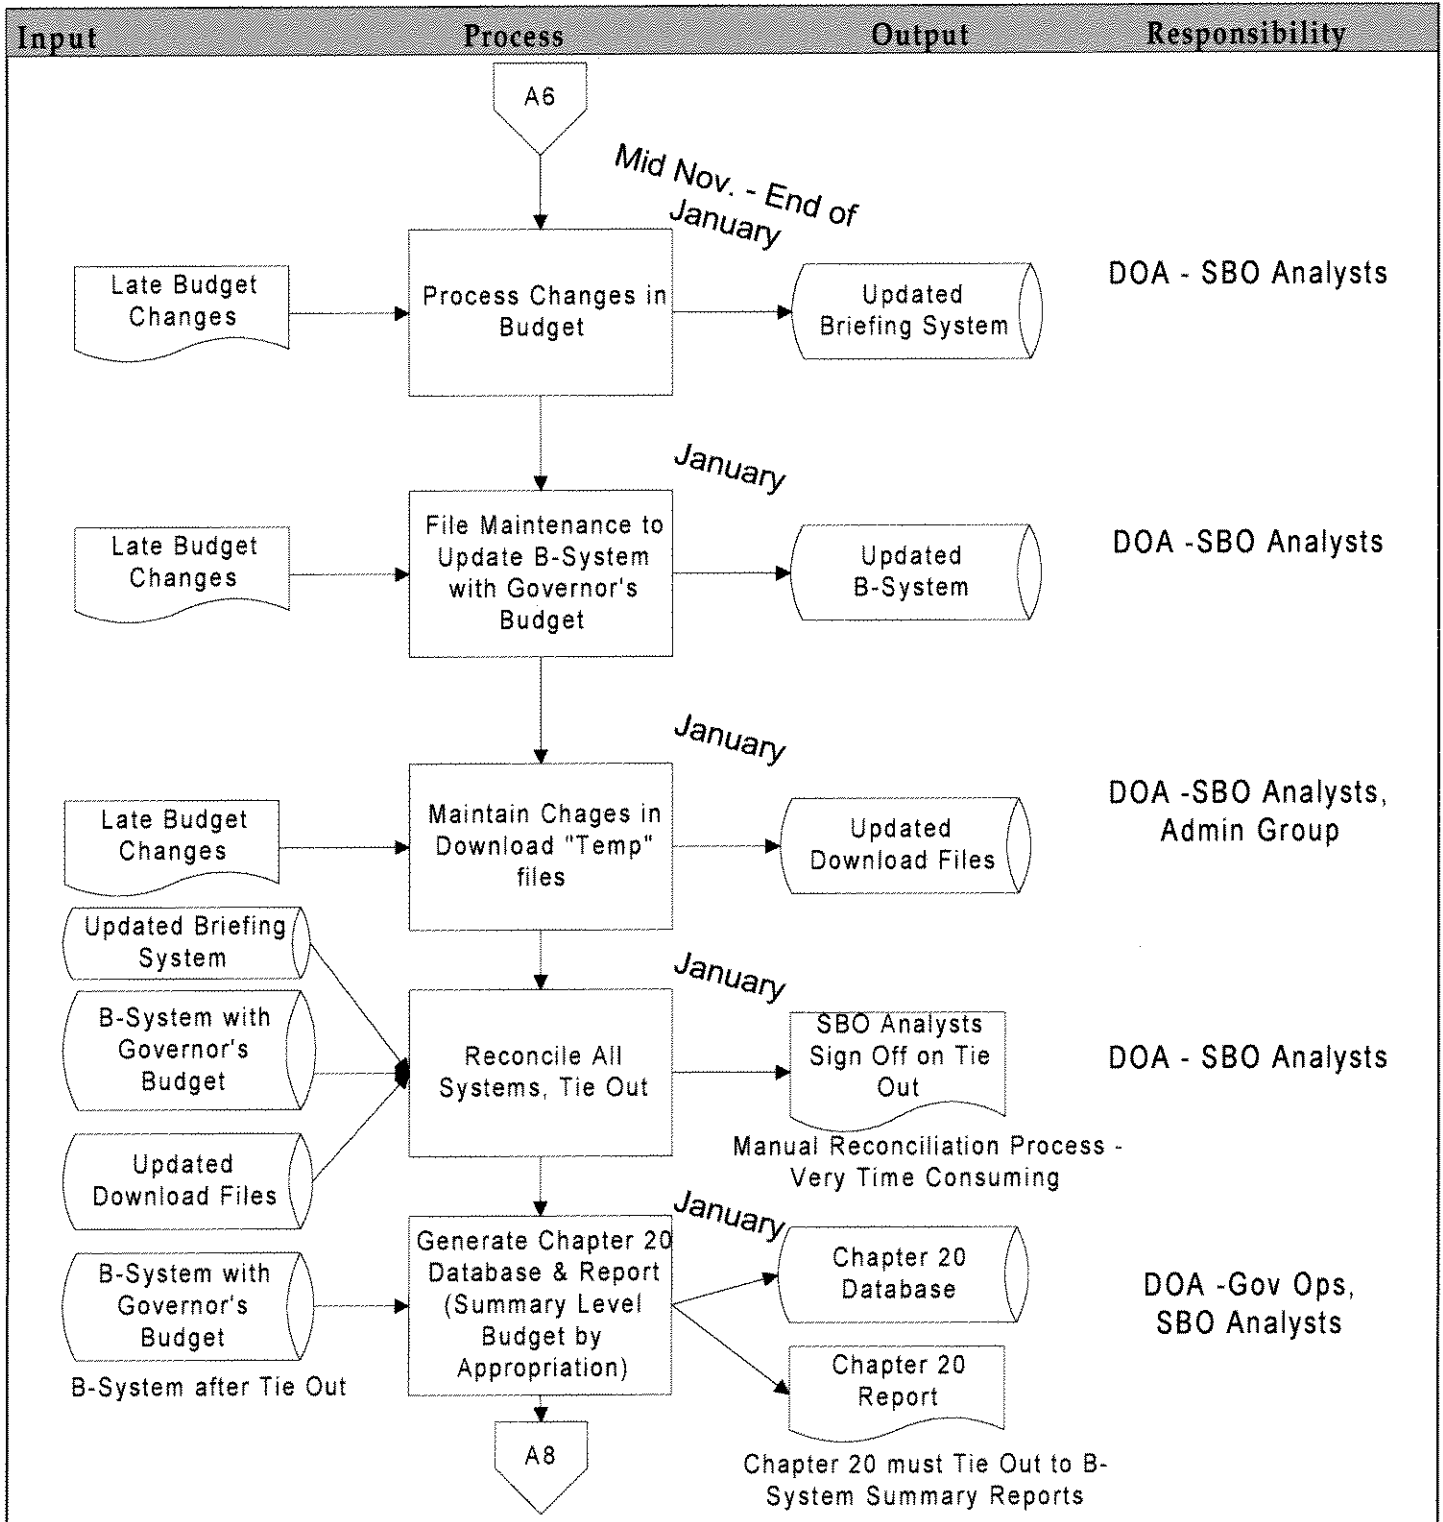 Input Process Output Responsibility
A6
Mid Nov. - End of
January
Late Budget
Changes
Process Changes in
Budget
Updated
Briefing System
DOA - SBO Analysts
January
Late Budget
Changes
File Maintenance to
Update B-System
with Governor's
Budget
Updated
B-System
DOA -SBO Analysts
January
Late Budget
Changes
Maintain Chages in
Download "Temp"
files
Updated
Download Files
DOA -SBO Analysts,
Admin Group
Updated Briefing
System
B-System with
Governor's
Budget
Updated
Download Files
January
Reconcile All
Systems, Tie Out
SBO Analysts
Sign Off on Tie
Out
Manual Reconciliation Process -
Very Time Consuming
DOA - SBO Analysts
January
B-System with
Governor's
Budget
B-System after Tie Out
Generate Chapter 20
Database & Report
(Summary Level
Budget by
Appropriation)
Chapter 20
Database
Chapter 20
Report
Chapter 20 must Tie Out to B-
System Summary Reports
DOA -Gov Ops,
SBO Analysts
A8